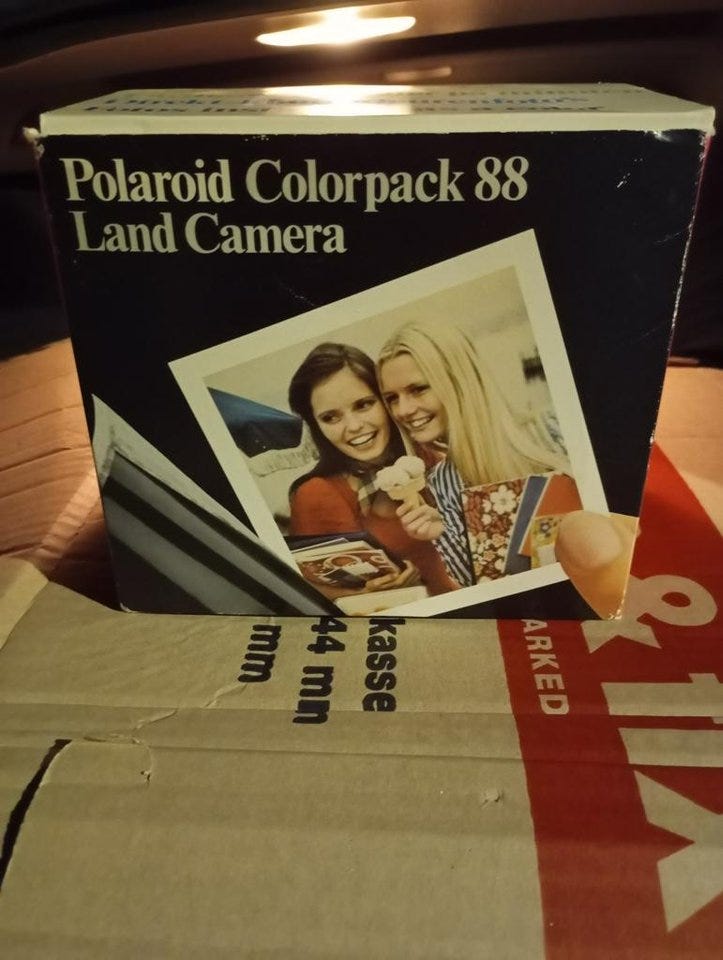 Polaroid Colorpack 88
Land Camera
kasse
44 mm
mm
ARKED
&